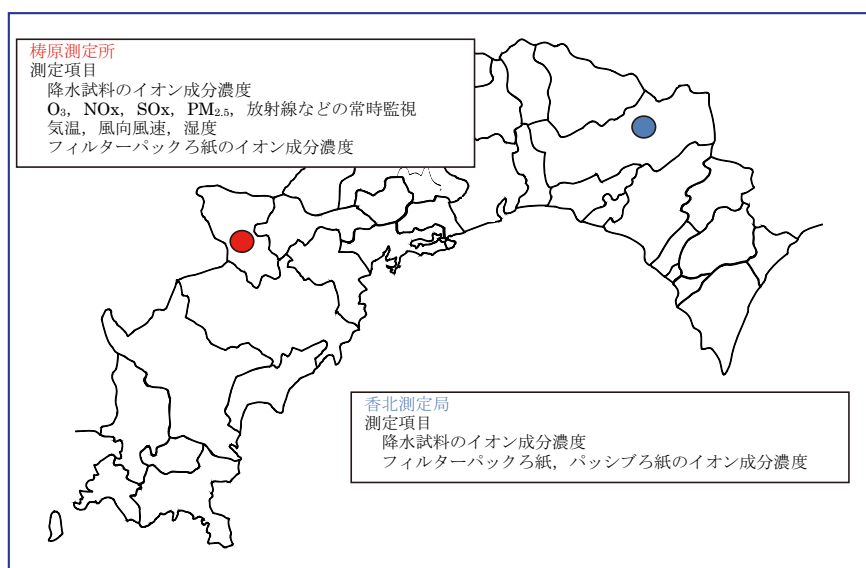 梼原測定所
測定項目
降水試料のイオン成分濃度
O₃，NOx，SOx，PM₂.₅，放射線などの常時監視
気温，風向風速，湿度
フィルターパックろ紙のイオン成分濃度
香北測定局
測定項目
降水試料のイオン成分濃度
フィルターパックろ紙，パッシブろ紙のイオン成分濃度